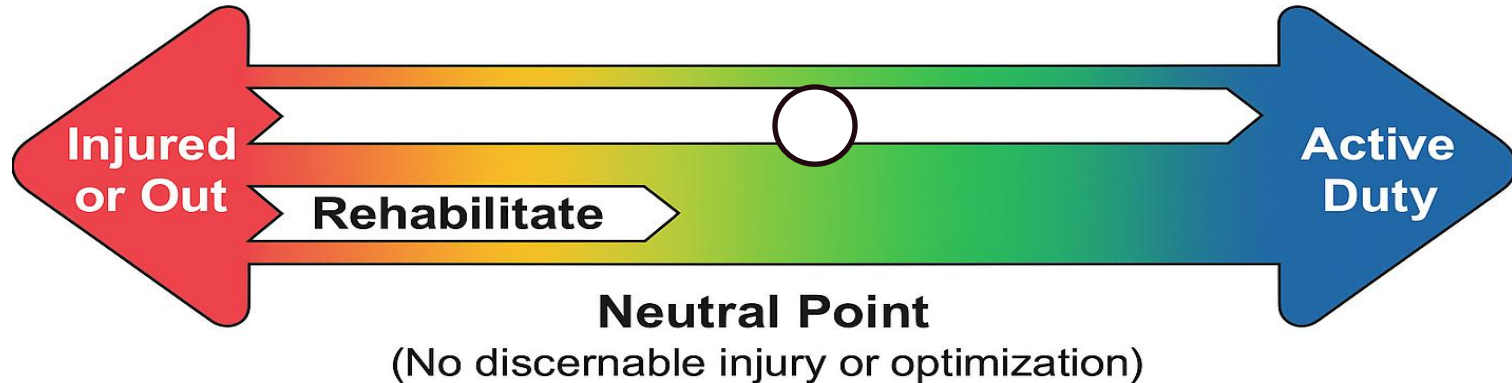 Injured
or Out
Rehabilitate
Active
Duty
Neutral Point
(No discernable injury or optimization)